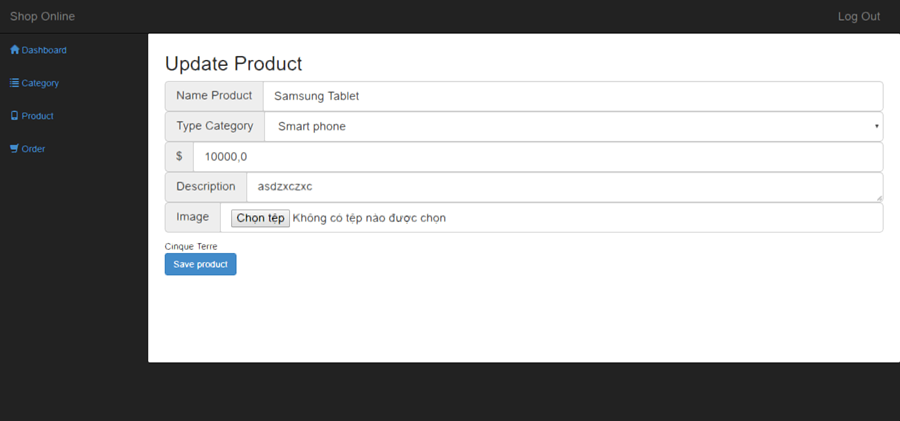 Shop Online Log Out
Dashboard
Category
Product
Order
Update Product
Name Product Samsung Tablet
Type Category Smart phone
$ 10000,0
Description asdzxczxc
Image Chọn tệp Không có tệp nào được chọn
Cinque Terre
Save product